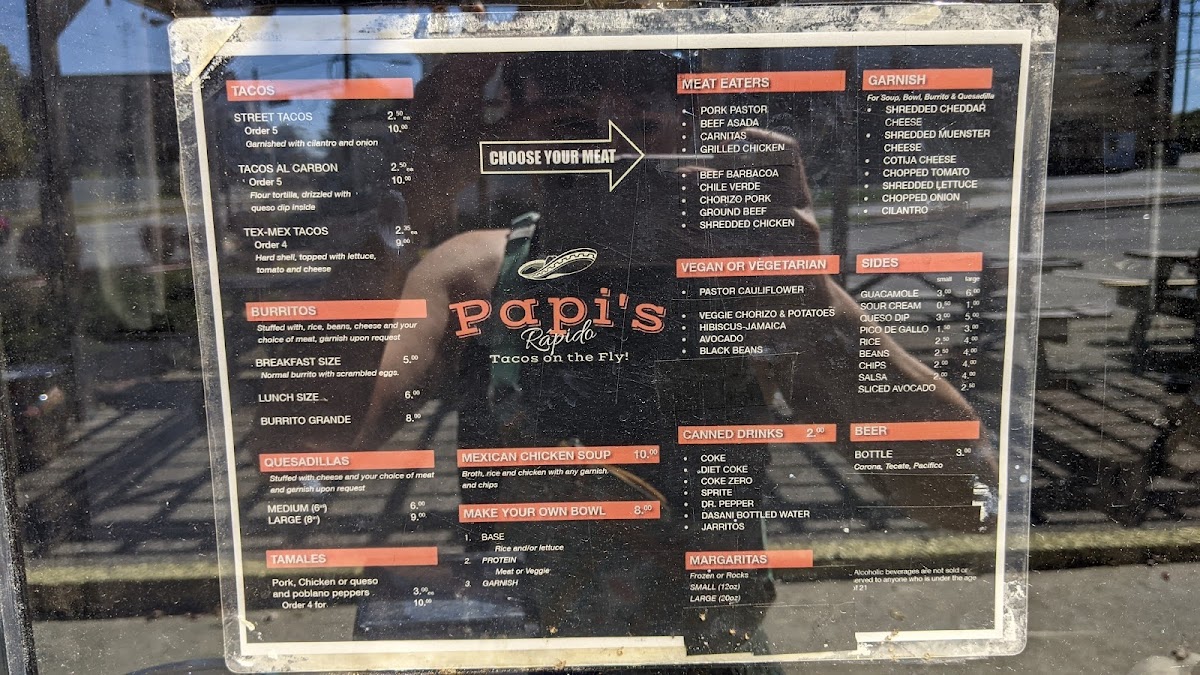 TACOS
STREET TACOS 2.50 ea
Order 5 10.00
Garnished with cilantro and onion
TACOS AL CARBON 2.50 ea
Order 5 10.00
Flour tortilla, drizzled with
queso dip inside
TEX-MEX TACOS 2.35 ea
Order 4 9.00
Hard shell, topped with lettuce,
tomato and cheese
BURRITOS
Stuffed with, rice, beans, cheese and your
choice of meat, garnish upon request
BREAKFAST SIZE 5.00
Normal burrito with scrambled eggs.
LUNCH SIZE 6.00
BURRITO GRANDE 8.00
QUESADILLAS
Stuffed with cheese and your choice of meat
and garnish upon request
MEDIUM (6") 6.00
LARGE (8") 9.00
TAMALES
Pork, Chicken or queso
and poblano peppers 3.00 ea
Order 4 for 10.00
CHOOSE YOUR MEAT
Papi's
Rápido
Tacos on the Fly!
MEXICAN CHICKEN SOUP 10.00
Broth, rice and chicken with any garnish
and chips
MAKE YOUR OWN BOWL 8.00
1. BASE
Rice and/or lettuce
2. PROTEIN
Meat or Veggie
3. GARNISH
MEAT EATERS
• PORK PASTOR
• BEEF ASADA
• CARNITAS
• GRILLED CHICKEN
• BEEF BARBACOA
• CHILE VERDE
• CHORIZO PORK
• GROUND BEEF
• SHREDDED CHICKEN
VEGAN OR VEGETARIAN
• PASTOR CAULIFLOWER
• VEGGIE CHORIZO & POTATOES
• HIBISCUS-JAMAICA
• AVOCADO
• BLACK BEANS
CANNED DRINKS 2.00
• COKE
• DIET COKE
• COKE ZERO
• SPRITE
• DR. PEPPER
• DASANI BOTTLED WATER
• JARRITOS
MARGARITAS
Frozen or Rocks
SMALL (12oz)
LARGE (20oz)
GARNISH
For Soup, Bowl, Burrito & Quesadilla
• SHREDDED CHEDDAR
CHEESE
• SHREDDED MUENSTER
CHEESE
• COTIJA CHEESE
• CHOPPED TOMATO
• SHREDDED LETTUCE
• CHOPPED ONION
• CILANTRO
SIDES
small large
GUACAMOLE 3.00 6.00
SOUR CREAM 0.50 1.00
QUESO DIP 3.00 5.00
PICO DE GALLO 1.50 3.00
RICE 2.50 4.00
BEANS 2.50 4.00
CHIPS 2.00 4.00
SALSA 2.00 4.00
SLICED AVOCADO 2.50
BEER
BOTTLE 3.00
Corona, Tecate, Pacifico
Alcoholic beverages are not sold or
erved to anyone who is under the age
f 21